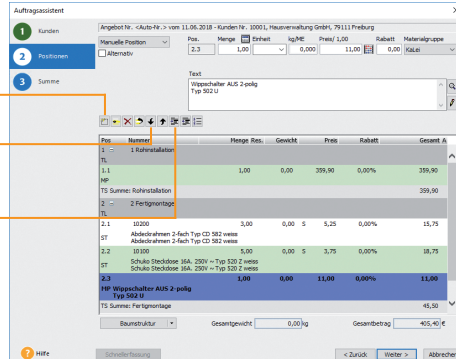 Auftragsassistent
Angebot Nr. <Auto-Nr.> vom 11.06.2018 - Kunden Nr. 10001, Hausverwaltung GmbH, 79111 Freiburg
1 Kunden
2 Positionen
3 Summe
Manuelle Position
Alternativ
Pos. Menge Einheit kg/ME Preis/ 1,00 Rabatt Materialgruppe
2.3 1,00 0,000 11,00 0,00 KaLei
Text
Wippschalter AUS 2-polig
Typ 502 U
Pos Nummer Menge Res. Gewicht Preis Rabatt Gesamt A
1 1 Rohinstallation
TL
1.1 1,00 0,00 359,90 0,00% 359,90
MP
TS Summe: Rohinstallation 359,90
2 2 Fertigmontage
TL
2.1 10200 3,00 0,00 S 5,25 0,00% 15,75
Abdeckrahmen 2-fach Typ CD 582 weiss
ST Abdeckrahmen 2-fach Typ CD 582 weiss
2.2 10100 5,00 0,00 S 3,75 0,00% 18,75
Schuko Steckdose 16A. 250V ~ Typ 520 Z weiss
ST Schuko Steckdose 16A. 250V ~ Typ 520 Z weiss
2.3 1,00 0,00 11,00 0,00% 11,00
MP Wippschalter AUS 2-polig
Typ 502 U
TS Summe: Fertigmontage 45,50
Baumstruktur Gesamtgewicht 0,00 kg Gesamtbetrag 405,40 €
? Hilfe Schnellerfassung < Zurück Weiter > Abbrechen